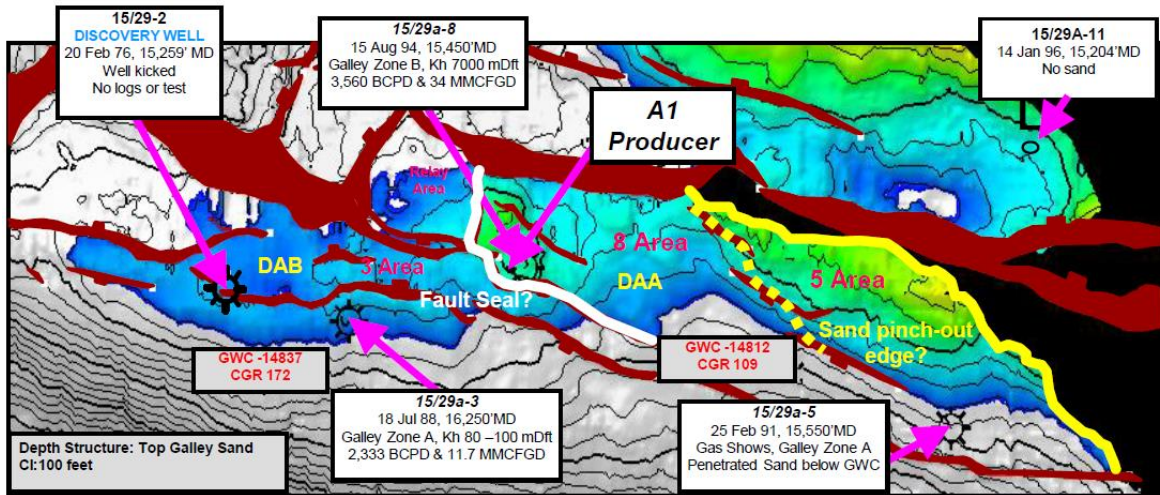 15/29-2
DISCOVERY WELL
20 Feb 76, 15,259' MD
Well kicked
No logs or test
15/29a-8
15 Aug 94, 15,450'MD
Galley Zone B, Kh 7000 mDft
3,560 BCPD & 34 MMCFGD
A1
Producer
15/29A-11
14 Jan 96, 15,204'MD
No sand
Relay
Area
DAB
3 Area
8 Area
DAA
5 Area
Fault Seal?
Sand pinch-out
edge?
GWC -14837
CGR 172
GWC -14812
CGR 109
15/29a-3
18 Jul 88, 16,250'MD
Galley Zone A, Kh 80 –100 mDft
2,333 BCPD & 11.7 MMCFGD
15/29a-5
25 Feb 91, 15,550'MD
Gas Shows, Galley Zone A
Penetrated Sand below GWC
Depth Structure: Top Galley Sand
CI:100 feet